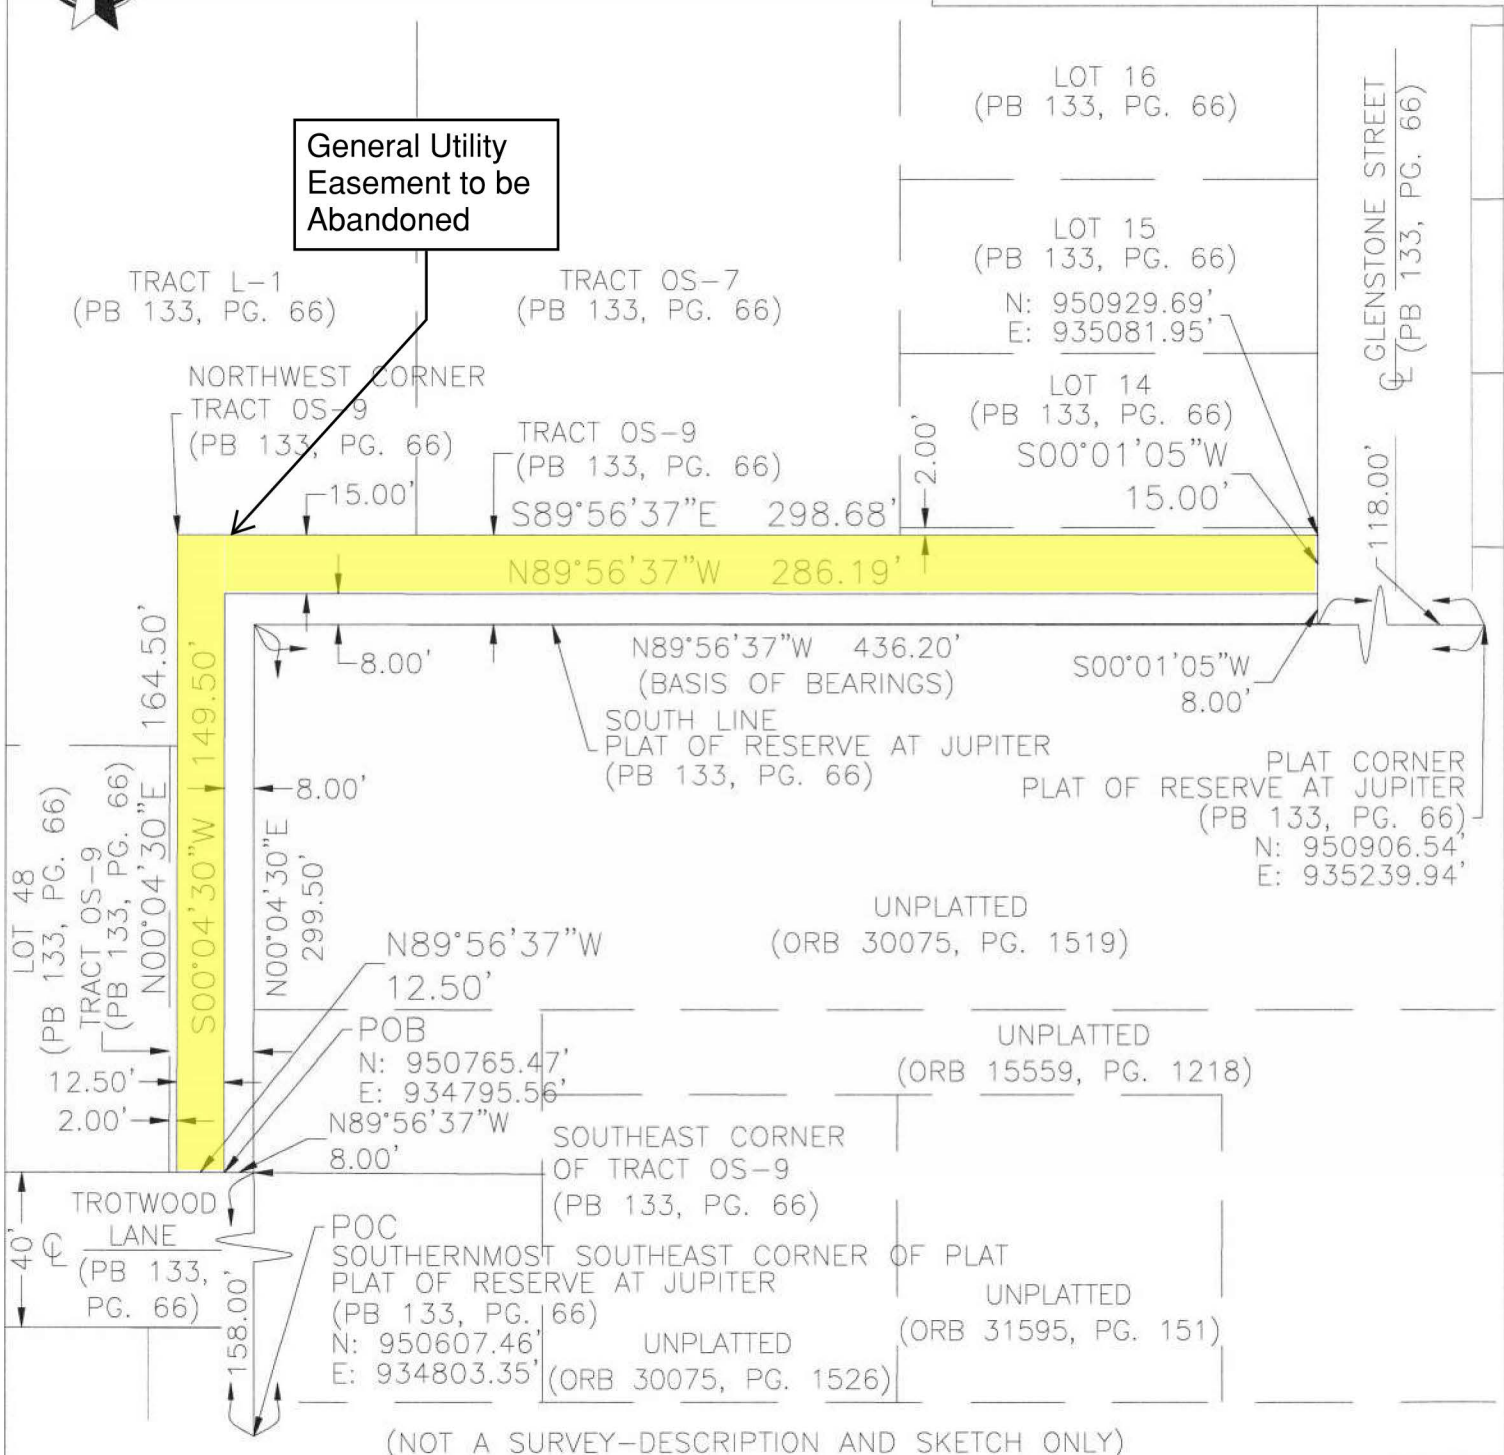 LOT 16
(PB 133, PG. 66)
GLENSTONE STREET
(PB 133, PG. 66)
General Utility
Easement to be
Abandoned
LOT 15
(PB 133, PG. 66)
N: 950929.69'
E: 935081.95'
TRACT L-1
(PB 133, PG. 66)
TRACT OS-7
(PB 133, PG. 66)
NORTHWEST CORNER
TRACT OS-9
(PB 133, PG. 66)
LOT 14
(PB 133, PG. 66)
TRACT OS-9
(PB 133, PG. 66)
2.00'
S00°01'05"W
15.00'
118.00'
15.00'
S89°56'37"E 298.68'
N89°56'37"W 286.19'
8.00'
N89°56'37"W 436.20'
(BASIS OF BEARINGS)
S00°01'05"W
8.00'
SOUTH LINE
PLAT OF RESERVE AT JUPITER
(PB 133, PG. 66)
PLAT CORNER
PLAT OF RESERVE AT JUPITER
(PB 133, PG. 66)
N: 950906.54'
E: 935239.94'
LOT 48
(PB 133, PG. 66)
TRACT OS-9
(PB 133, PG. 66)
N00°04'30"E 164.50'
S00°04'30"W 149.50'
8.00'
N00°04'30"E
299.50'
UNPLATTED
(ORB 30075, PG. 1519)
N89°56'37"W
12.50'
POB
N: 950765.47'
E: 934795.56'
UNPLATTED
(ORB 15559, PG. 1218)
12.50'
2.00'
N89°56'37"W
8.00'
SOUTHEAST CORNER
OF TRACT OS-9
(PB 133, PG. 66)
TROTWOOD
LANE
(PB 133,
PG. 66)
40'
158.00'
POC
SOUTHERNMOST SOUTHEAST CORNER OF PLAT
PLAT OF RESERVE AT JUPITER
(PB 133, PG. 66)
N: 950607.46'
E: 934803.35'
UNPLATTED
(ORB 30075, PG. 1526)
UNPLATTED
(ORB 31595, PG. 151)
(NOT A SURVEY-DESCRIPTION AND SKETCH ONLY)